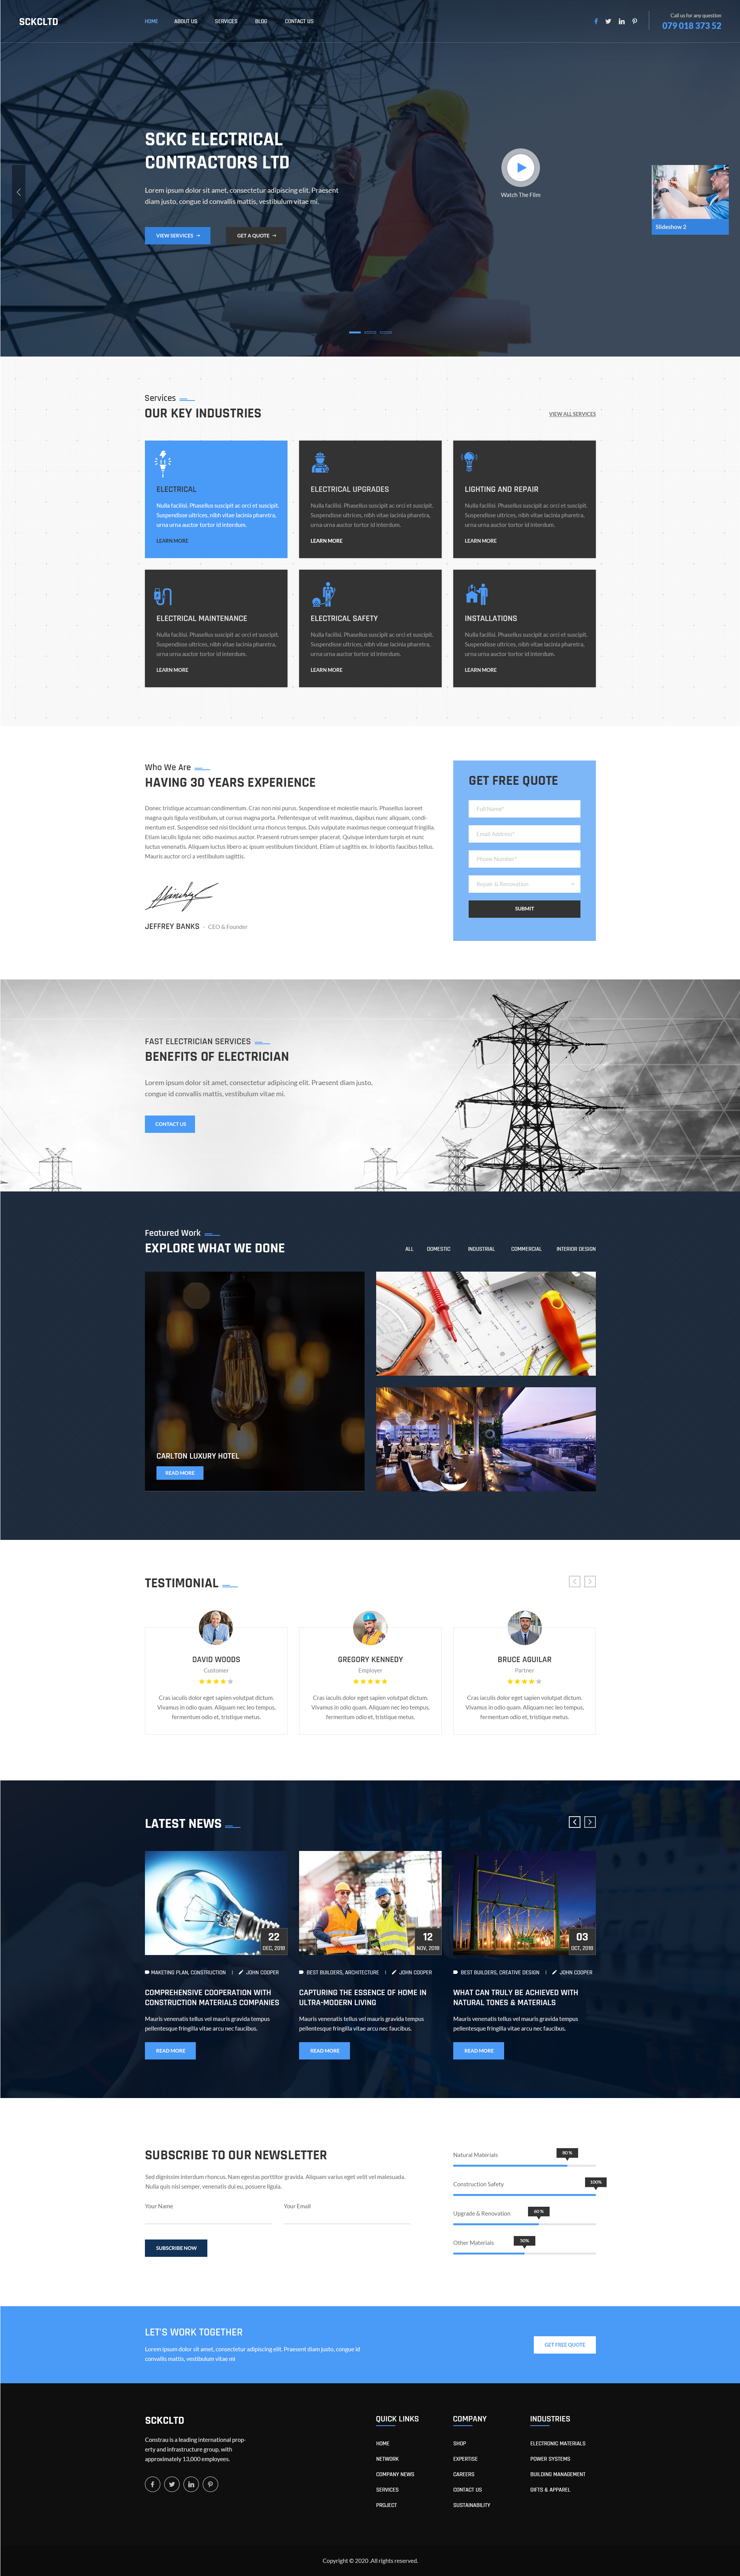 SCKCLTD
HOME
ABOUT US
SERVICES
BLOG
CONTACT US
Call us for any question
079 018 373 52
SCKC ELECTRICAL
CONTRACTORS LTD
Lorem ipsum dolor sit amet, consectetur adipiscing elit. Praesent
diam justo, congue id convallis mattis, vestibulum vitae mi.
VIEW SERVICES
GET A QUOTE
Watch The Film
Slideshow 2
Services
OUR KEY INDUSTRIES
VIEW ALL SERVICES
ELECTRICAL
Nulla facilisi. Phasellus suscipit ac orci et suscipit.
Suspendisse ultrices, nibh vitae lacinia pharetra,
urna urna auctor tortor id interdum.
LEARN MORE
ELECTRICAL UPGRADES
Nulla facilisi. Phasellus suscipit ac orci et suscipit.
Suspendisse ultrices, nibh vitae lacinia pharetra,
urna urna auctor tortor id interdum.
LEARN MORE
LIGHTING AND REPAIR
Nulla facilisi. Phasellus suscipit ac orci et suscipit.
Suspendisse ultrices, nibh vitae lacinia pharetra,
urna urna auctor tortor id interdum.
LEARN MORE
ELECTRICAL MAINTENANCE
Nulla facilisi. Phasellus suscipit ac orci et suscipit.
Suspendisse ultrices, nibh vitae lacinia pharetra,
urna urna auctor tortor id interdum.
LEARN MORE
ELECTRICAL SAFETY
Nulla facilisi. Phasellus suscipit ac orci et suscipit.
Suspendisse ultrices, nibh vitae lacinia pharetra,
urna urna auctor tortor id interdum.
LEARN MORE
INSTALLATIONS
Nulla facilisi. Phasellus suscipit ac orci et suscipit.
Suspendisse ultrices, nibh vitae lacinia pharetra,
urna urna auctor tortor id interdum.
LEARN MORE
Who We Are
HAVING 30 YEARS EXPERIENCE
Donec tristique accumsan condimentum. Cras non nisi purus. Suspendisse et molestie mauris. Phasellus laoreet
magna quis ligula vestibulum, ut cursus magna porta. Pellentesque ut velit maximus, dapibus nunc aliquam, condi-
mentum est. Suspendisse sed nisi tincidunt urna rhoncus tempus. Duis vulputate maximus neque consequat fringilla.
Etiam iaculis ligula nec odio maximus auctor. Praesent rutrum semper placerat. Quisque interdum turpis et nunc
luctus venenatis. Aliquam luctus libero ac ipsum vestibulum tincidunt. Etiam ut sagittis ex. In lobortis faucibus tellus.
Mauris auctor orci a vestibulum sagittis.
JEFFREY BANKS - CEO & Founder
GET FREE QUOTE
Full Name*
Email Address*
Phone Number*
Repair & Renovation
SUBMIT
FAST ELECTRICIAN SERVICES
BENEFITS OF ELECTRICIAN
Lorem ipsum dolor sit amet, consectetur adipiscing elit. Praesent diam justo,
congue id convallis mattis, vestibulum vitae mi.
CONTACT US
Featured Work
EXPLORE WHAT WE DONE
ALL
DOMESTIC
INDUSTRIAL
COMMERCIAL
INTERIOR DESIGN
CARLTON LUXURY HOTEL
READ MORE
TESTIMONIAL
DAVID WOODS
Customer
Cras iaculis dolor eget sapien volutpat dictum.
Vivamus in odio quam. Aliquam nec leo tempus,
fermentum odio et, tristique metus.
GREGORY KENNEDY
Employer
Cras iaculis dolor eget sapien volutpat dictum.
Vivamus in odio quam. Aliquam nec leo tempus,
fermentum odio et, tristique metus.
BRUCE AGUILAR
Partner
Cras iaculis dolor eget sapien volutpat dictum.
Vivamus in odio quam. Aliquam nec leo tempus,
fermentum odio et, tristique metus.
LATEST NEWS
22
DEC, 2018
MAKETING PLAN, CONSTRUCTION | JOHN COOPER
COMPREHENSIVE COOPERATION WITH
CONSTRUCTION MATERIALS COMPANIES
Mauris venenatis tellus vel mauris gravida tempus
pellentesque fringilla vitae arcu nec faucibus.
READ MORE
12
NOV, 2018
BEST BUILDERS, ARCHITECTURE | JOHN COOPER
CAPTURING THE ESSENCE OF HOME IN
ULTRA-MODERN LIVING
Mauris venenatis tellus vel mauris gravida tempus
pellentesque fringilla vitae arcu nec faucibus.
READ MORE
03
OCT, 2018
BEST BUILDERS, CREATIVE DESIGN | JOHN COOPER
WHAT CAN TRULY BE ACHIEVED WITH
NATURAL TONES & MATERIALS
Mauris venenatis tellus vel mauris gravida tempus
pellentesque fringilla vitae arcu nec faucibus.
READ MORE
SUBSCRIBE TO OUR NEWSLETTER
Sed dignissim interdum rhoncus. Nam egestas porttitor gravida. Aliquam varius eget velit vel malesuada.
Nulla quis nisi semper, venenatis dui eu, posuere ligula.
Your Name
Your Email
SUBSCRIBE NOW
Natural Materials
80 %
Construction Safety
100%
Upgrade & Renovation
60 %
Other Materials
50%
LET'S WORK TOGETHER
Lorem ipsum dolor sit amet, consectetur adipiscing elit. Praesent diam justo, congue id
convallis mattis, vestibulum vitae mi
GET FREE QUOTE
SCKCLTD
Constrau is a leading international prop-
erty and infrastructure group, with
approximately 13,000 employees.
QUICK LINKS
HOME
NETWORK
COMPANY NEWS
SERVICES
PROJECT
COMPANY
SHOP
EXPERTISE
CAREERS
CONTACT US
SUSTAINABILITY
INDUSTRIES
ELECTRONIC MATERIALS
POWER SYSTEMS
BUILDING MANAGEMENT
GIFTS & APPAREL
Copyright © 2020 .All rights reserved.